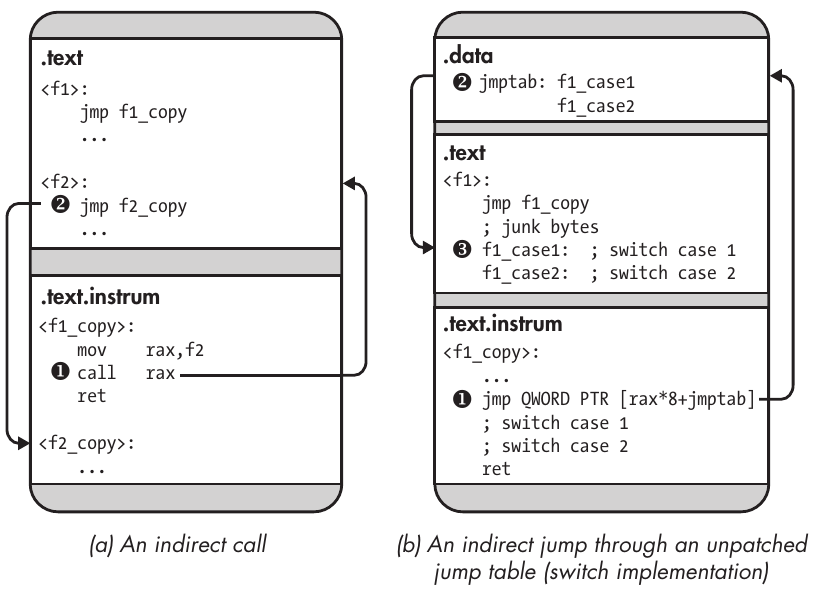 .text
<f1>:
jmp f1_copy
...
<f2>:
❷ jmp f2_copy
...
.text.instrum
<f1_copy>:
mov rax,f2
❶ call rax
ret
<f2_copy>:
...
(a) An indirect call
.data
❷ jmptab: f1_case1
f1_case2
.text
<f1>:
jmp f1_copy
; junk bytes
❸ f1_case1: ; switch case 1
f1_case2: ; switch case 2
.text.instrum
<f1_copy>:
...
❶ jmp QWORD PTR [rax*8+jmptab]
; switch case 1
; switch case 2
ret
(b) An indirect jump through an unpatched
jump table (switch implementation)